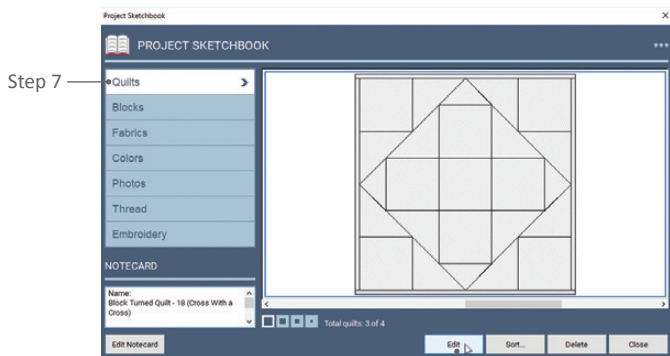 Project Sketchbook
PROJECT SKETCHBOOK
Step 7
Quilts
Blocks
Fabrics
Colors
Photos
Thread
Embroidery
NOTECARD
Name:
Block Turned Quilt - 18 (Cross With a
Cross)
Total quilts: 3 of 4
Edit Notecard
Edit
Sort...
Delete
Close